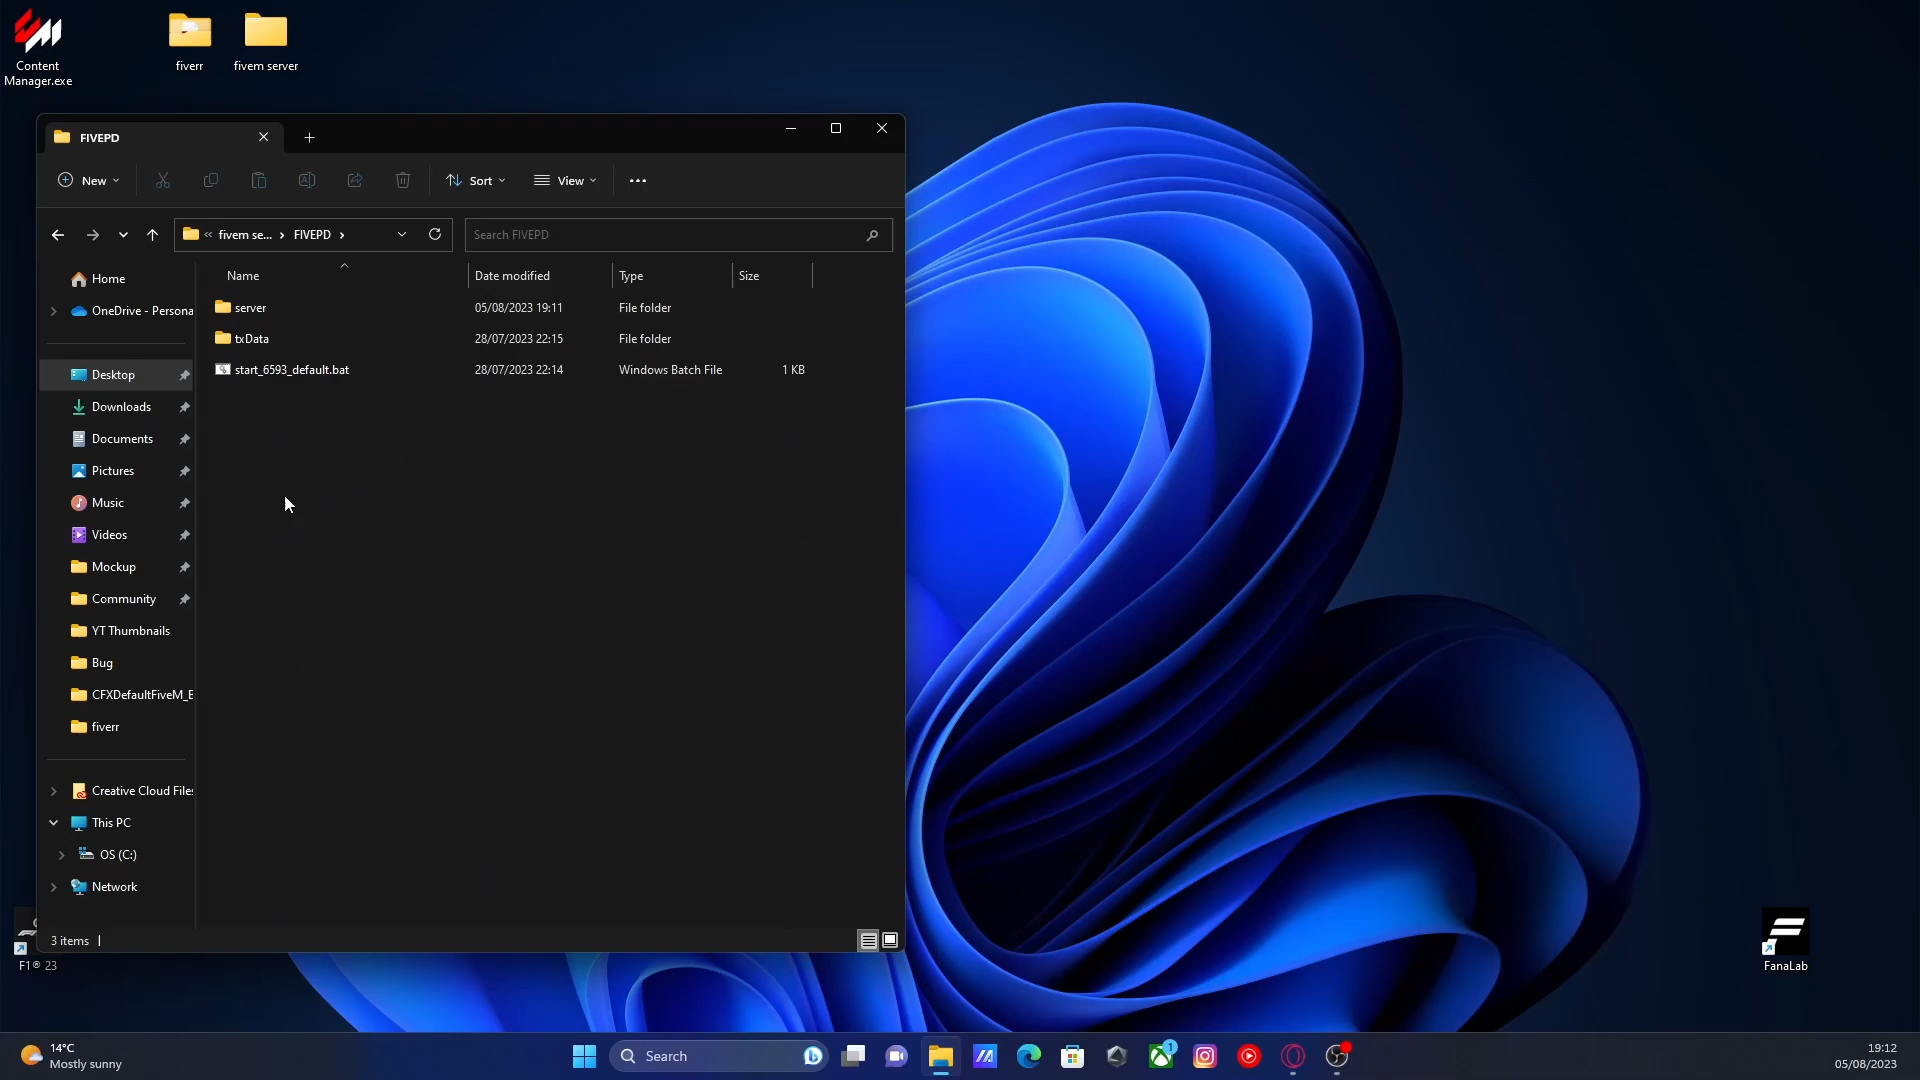 Content
Manager.exe
fiverr
fivem server
FIVEPD
New
Sort
View
fivem se...
FIVEPD
Search FIVEPD
Name
Date modified
Type
Size
server
05/08/2023 19:11
File folder
txData
28/07/2023 22:15
File folder
start_6593_default.bat
28/07/2023 22:14
Windows Batch File
1 KB
Home
OneDrive - Persona
Desktop
Downloads
Documents
Pictures
Music
Videos
Mockup
Community
YT Thumbnails
Bug
CFXDefaultFiveM_E
fiverr
Creative Cloud Files
This PC
OS (C:)
Network
3 items
F1® 23
FanaLab
14°C
Mostly sunny
Search
1
19:12
05/08/2023